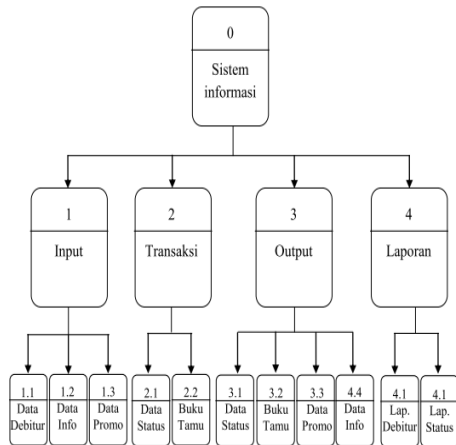 0
Sistem
informasi
1
Input
2
Transaksi
3
Output
4
Laporan
1.1
Data
Debitur
1.2
Data
Info
1.3
Data
Promo
2.1
Data
Status
2.2
Buku
Tamu
3.1
Data
Status
3.2
Buku
Tamu
3.3
Data
Promo
4.4
Data
Info
4.1
Lap.
Debitur
4.1
Lap.
Status